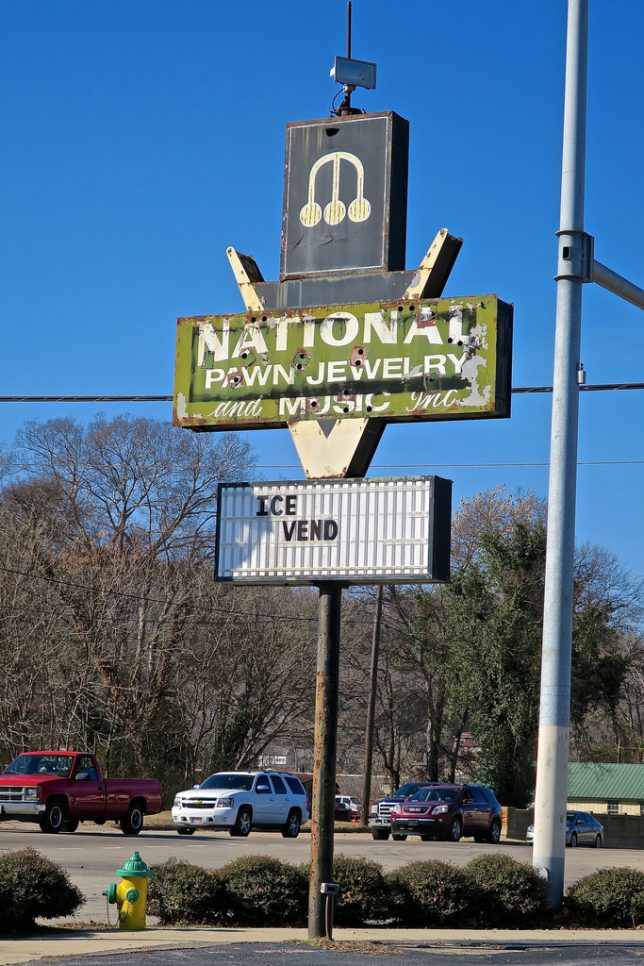 NATIONAL
PAWN JEWELRY
and MUSIC Inc.
ICE
VEND